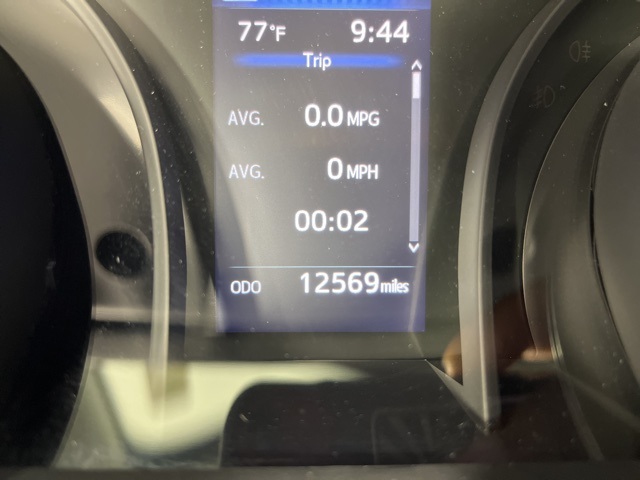 77°F 9:44
Trip
AVG. 0.0 MPG
AVG. 0 MPH
00:02
ODO 12569 miles